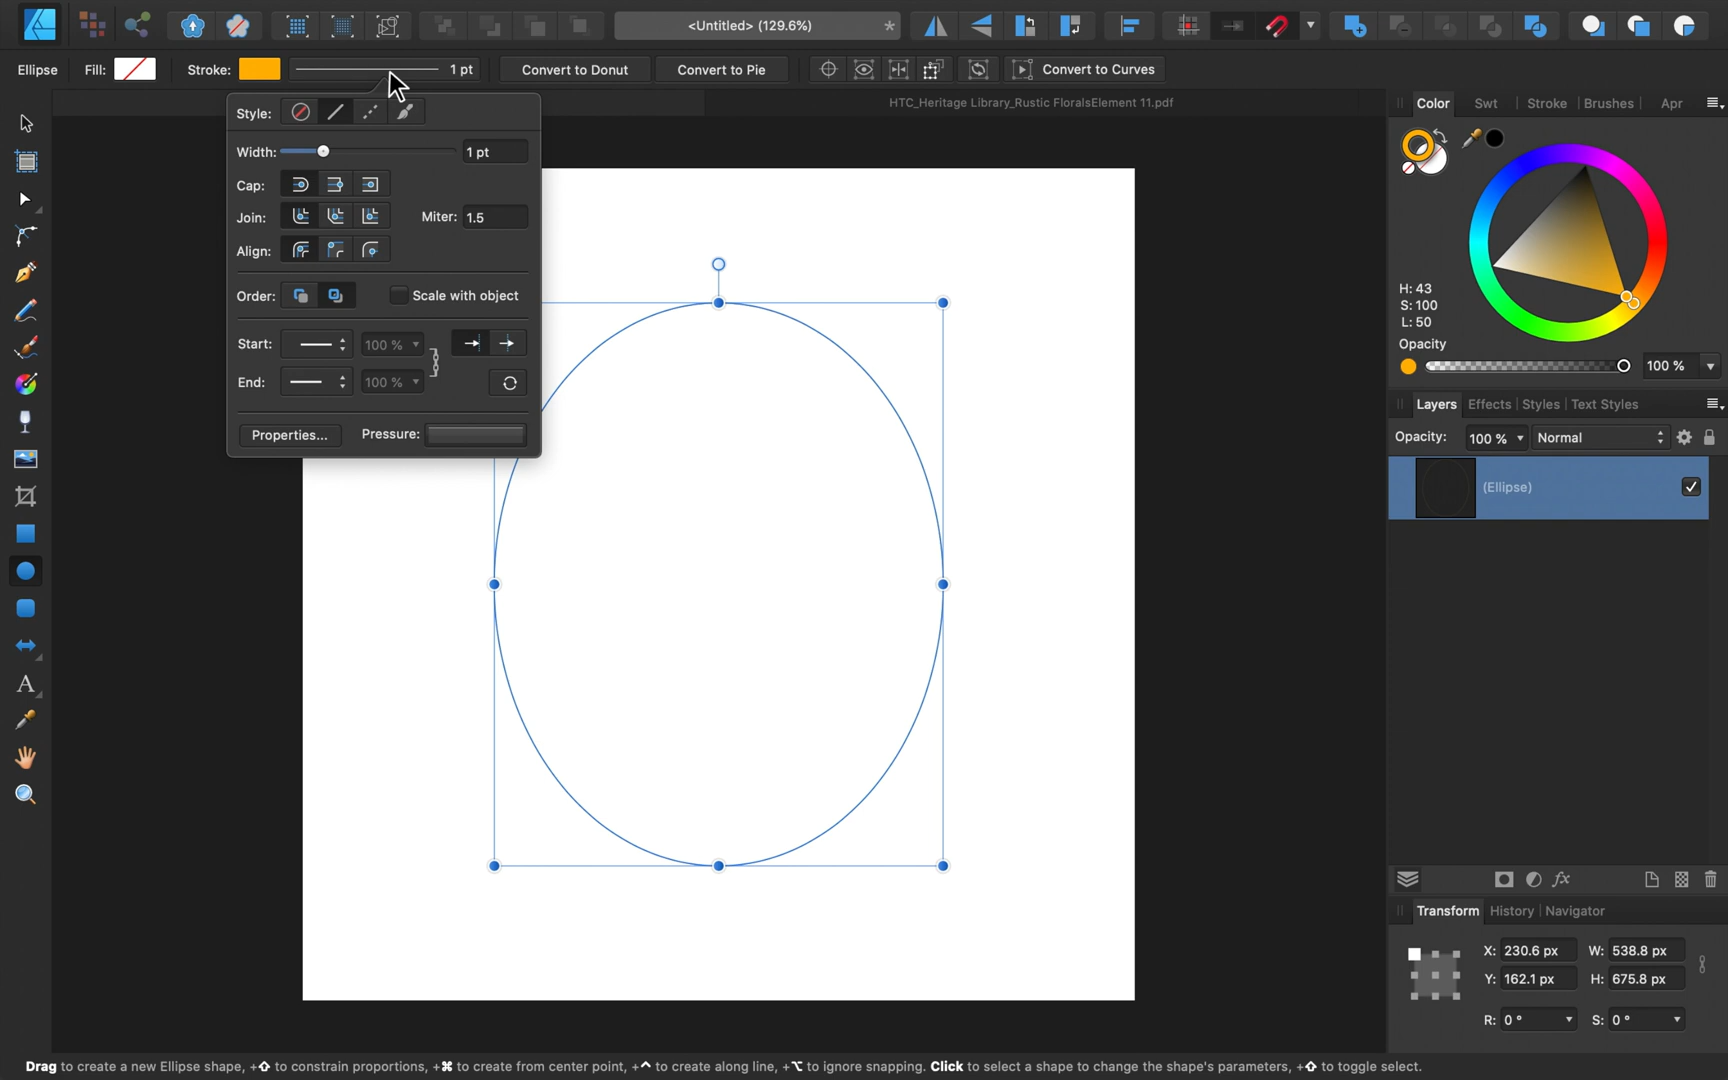 <Untitled> (129.6%) *
Ellipse Fill: Stroke: 1 pt Convert to Donut Convert to Pie Convert to Curves
HTC_Heritage Library_Rustic FloralsElement 11.pdf
Style:
Width: 1 pt
Cap:
Join: Miter: 1.5
Align:
Order: Scale with object
Start: 100 %
End: 100 %
Properties... Pressure:
Color Swt Stroke Brushes Apr
H: 43
S: 100
L: 50
Opacity
100 %
Layers Effects Styles Text Styles
Opacity: 100 % Normal
(Ellipse)
fx
Transform History Navigator
X: 230.6 px W: 538.8 px
Y: 162.1 px H: 675.8 px
R: 0 ° S: 0 °
A
Drag to create a new Ellipse shape, +⇧ to constrain proportions, +⌘ to create from center point, +⌃ to create along line, +⌥ to ignore snapping. Click to select a shape to change the shape's parameters, +⇧ to toggle select.